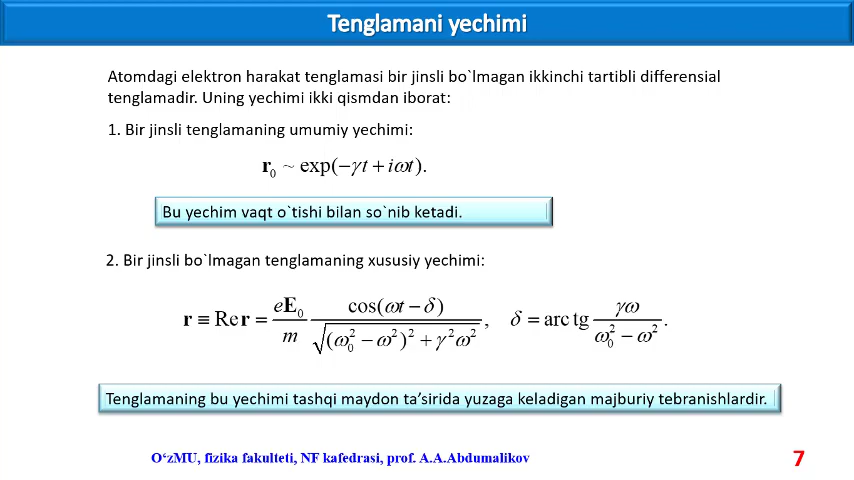 Tenglamani yechimi
Atomdagi elektron harakat tenglamasi bir jinsli bo`lmagan ikkinchi tartibli differensial
tenglamadir. Uning yechimi ikki qismdan iborat:
1. Bir jinsli tenglamaning umumiy yechimi:
r₀ ~ exp(−γt + iωt).
Bu yechim vaqt o`tishi bilan so`nib ketadi.
2. Bir jinsli bo`lmagan tenglamaning xususiy yechimi:
r ≡ Re r = eE₀/m cos(ωt − δ)/√((ω₀² − ω²)² + γ²ω²), δ = arc tg γω/(ω₀² − ω²).
Tenglamaning bu yechimi tashqi maydon ta’sirida yuzaga keladigan majburiy tebranishlardir.
O‘zMU, fizika fakulteti, NF kafedrasi, prof. A.A.Abdumalikov
7